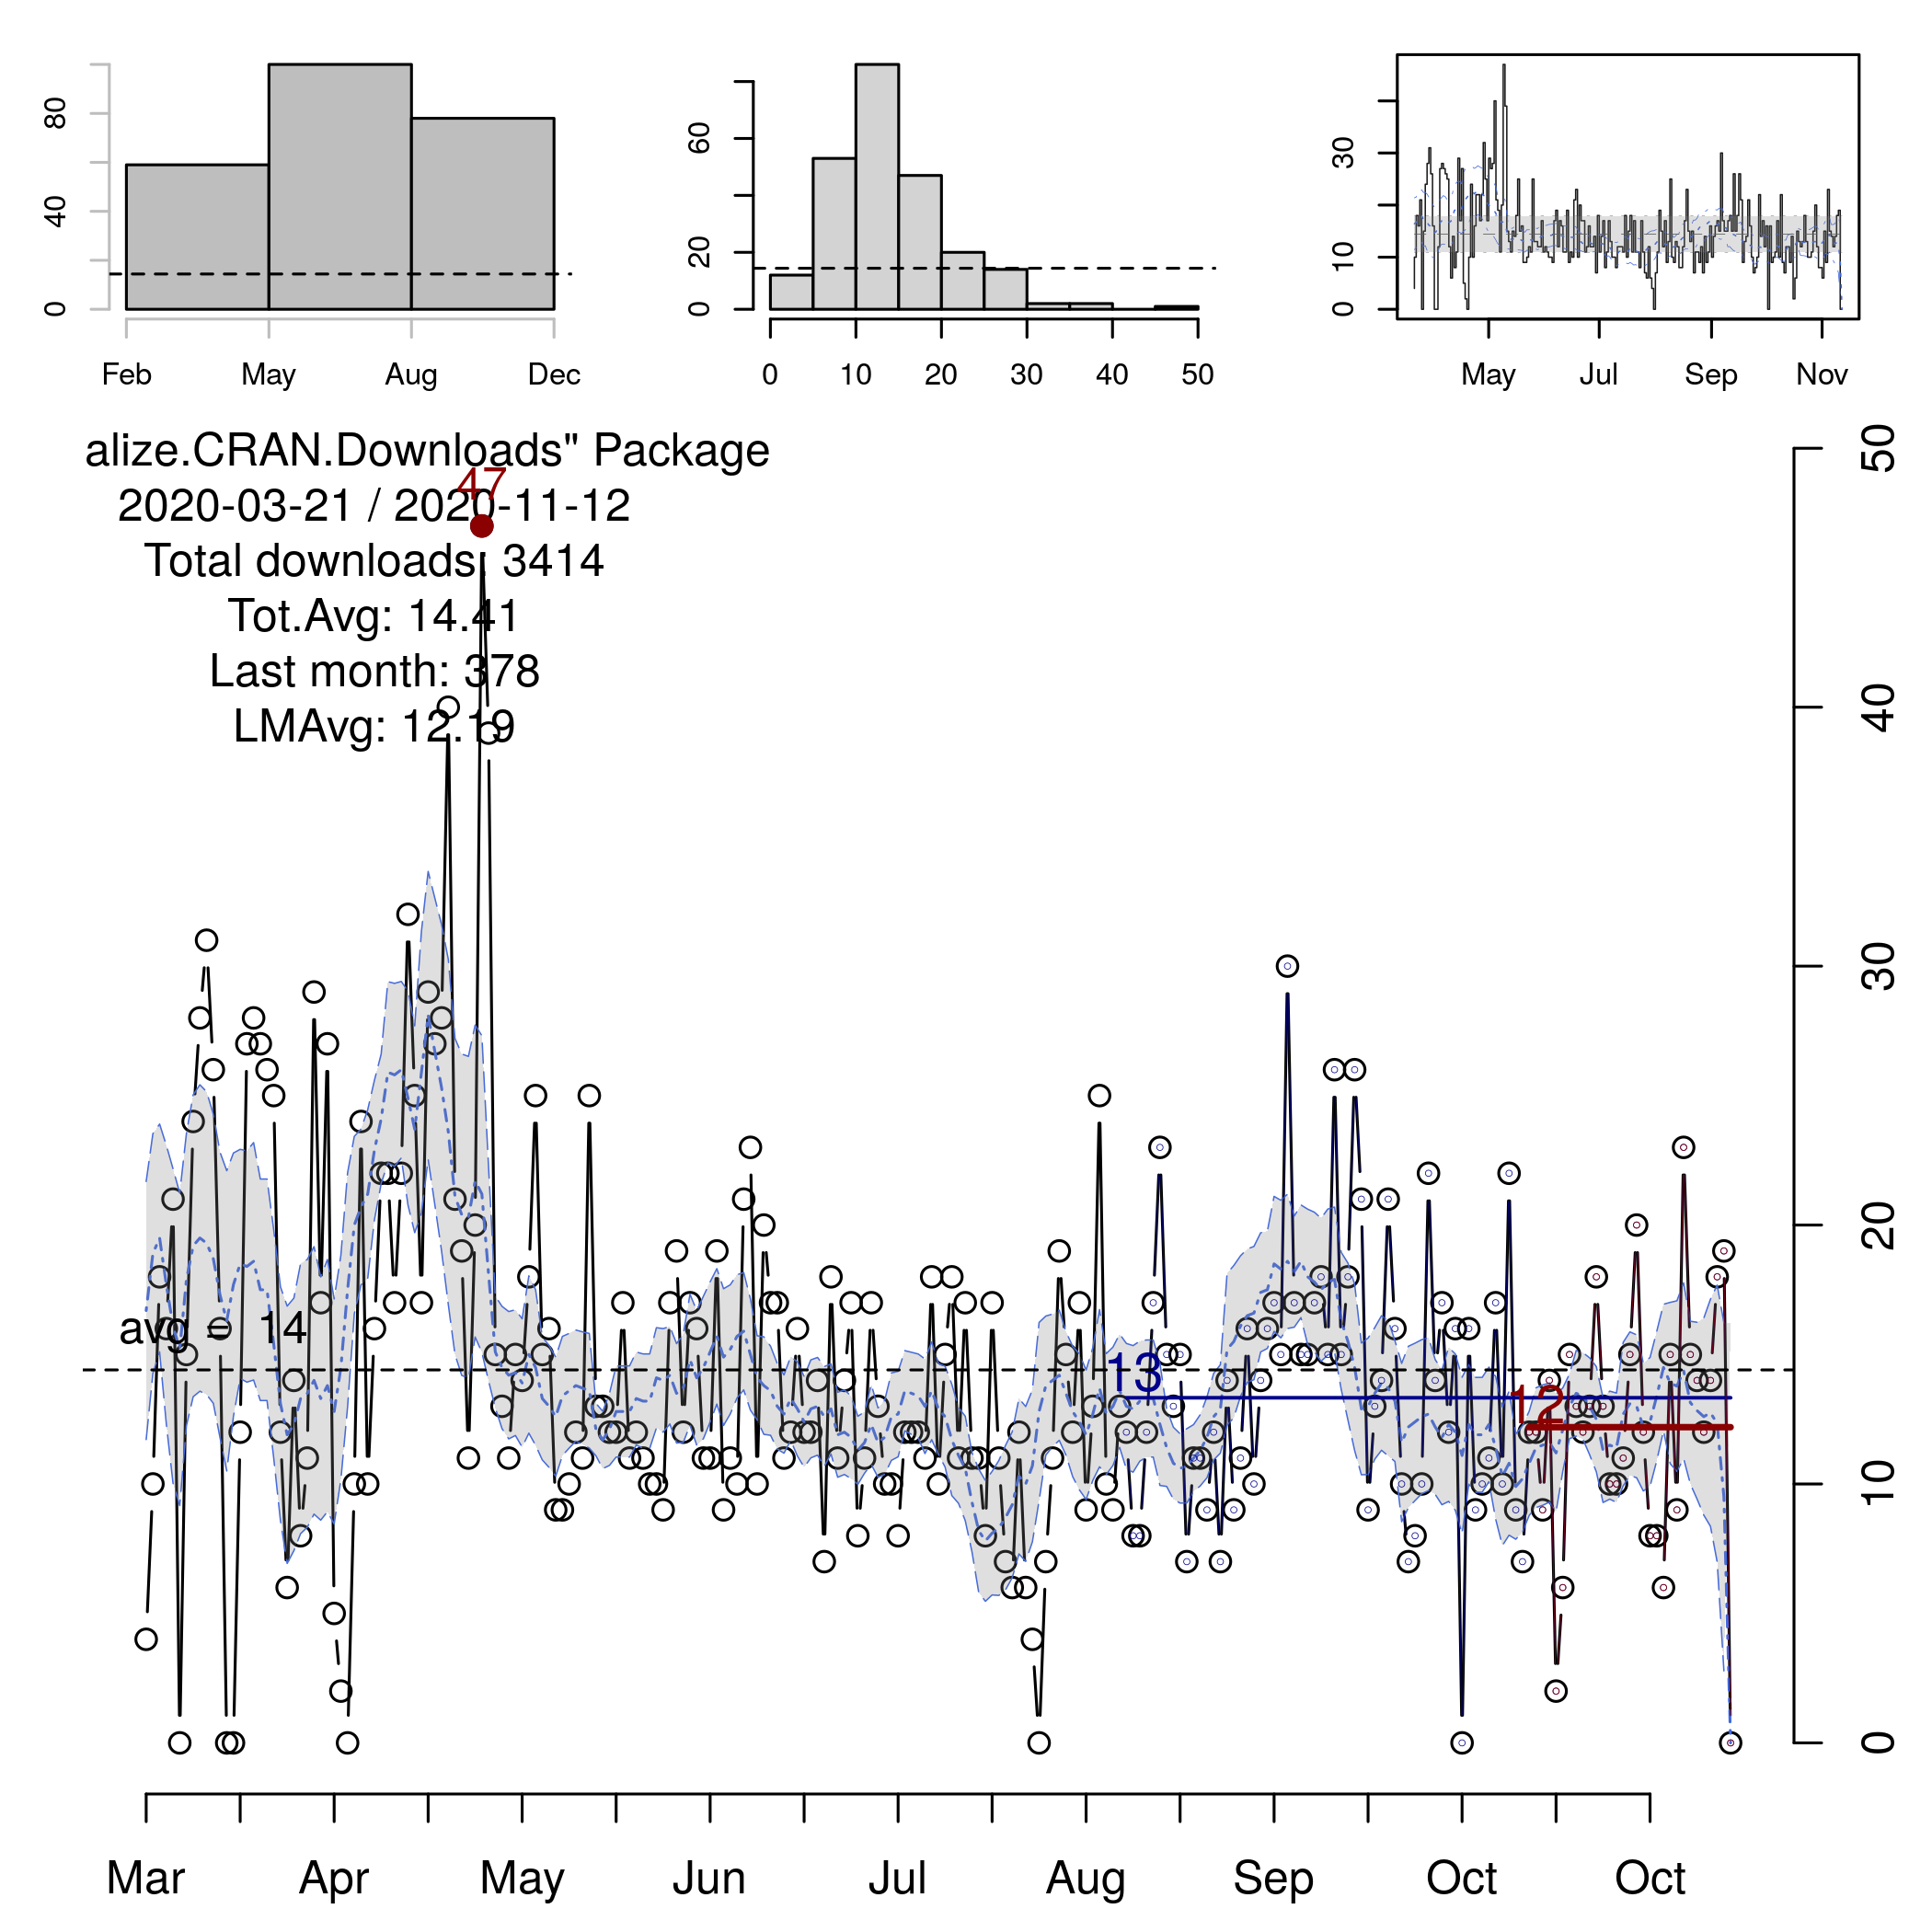 0 40 80
Feb May Aug Dec
0 20 60
0 10 20 30 40 50
0 10 30
May Jul Sep Nov
alize.CRAN.Downloads" Package
47
2020-03-21 / 2020-11-12
Total downloads: 3414
Tot.Avg: 14.41
Last month: 378
LMAvg: 12.19
avg = 14
13
12
0 10 20 30 40 50
Mar Apr May Jun Jul Aug Sep Oct Oct